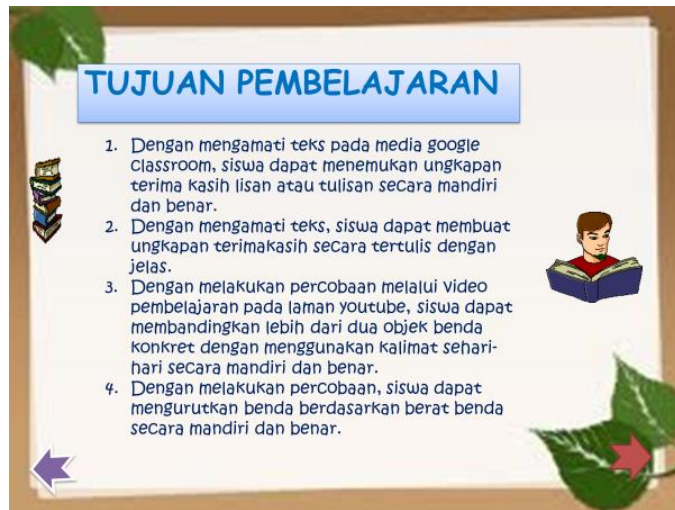 TUJUAN PEMBELAJARAN
1. Dengan mengamati teks pada media google
classroom, siswa dapat menemukan ungkapan
terima kasih lisan atau tulisan secara mandiri
dan benar.
2. Dengan mengamati teks, siswa dapat membuat
ungkapan terimakasih secara tertulis dengan
jelas.
3. Dengan melakukan percobaan melalui video
pembelajaran pada laman youtube, siswa dapat
membandingkan lebih dari dua objek benda
konkret dengan menggunakan kalimat sehari-
hari secara mandiri dan benar.
4. Dengan melakukan percobaan, siswa dapat
mengurutkan benda berdasarkan berat benda
secara mandiri dan benar.